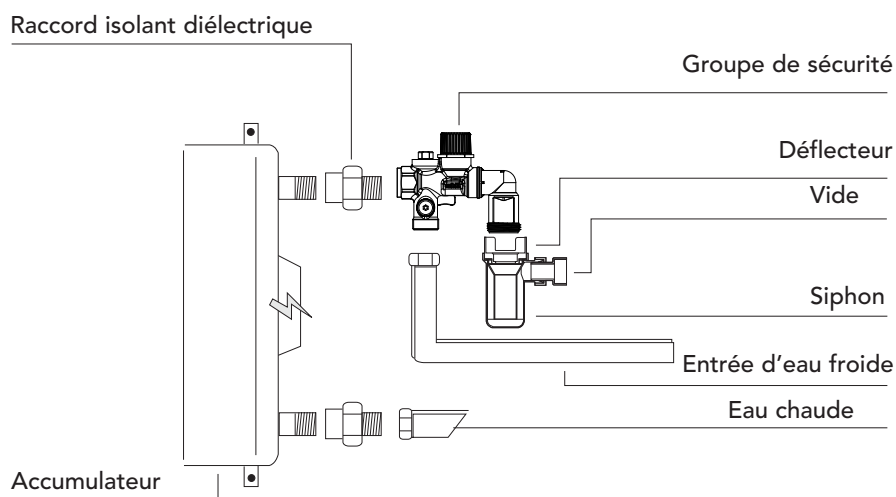 Raccord isolant diélectrique
Groupe de sécurité
Déflecteur
Vide
Siphon
Entrée d'eau froide
Eau chaude
Accumulateur